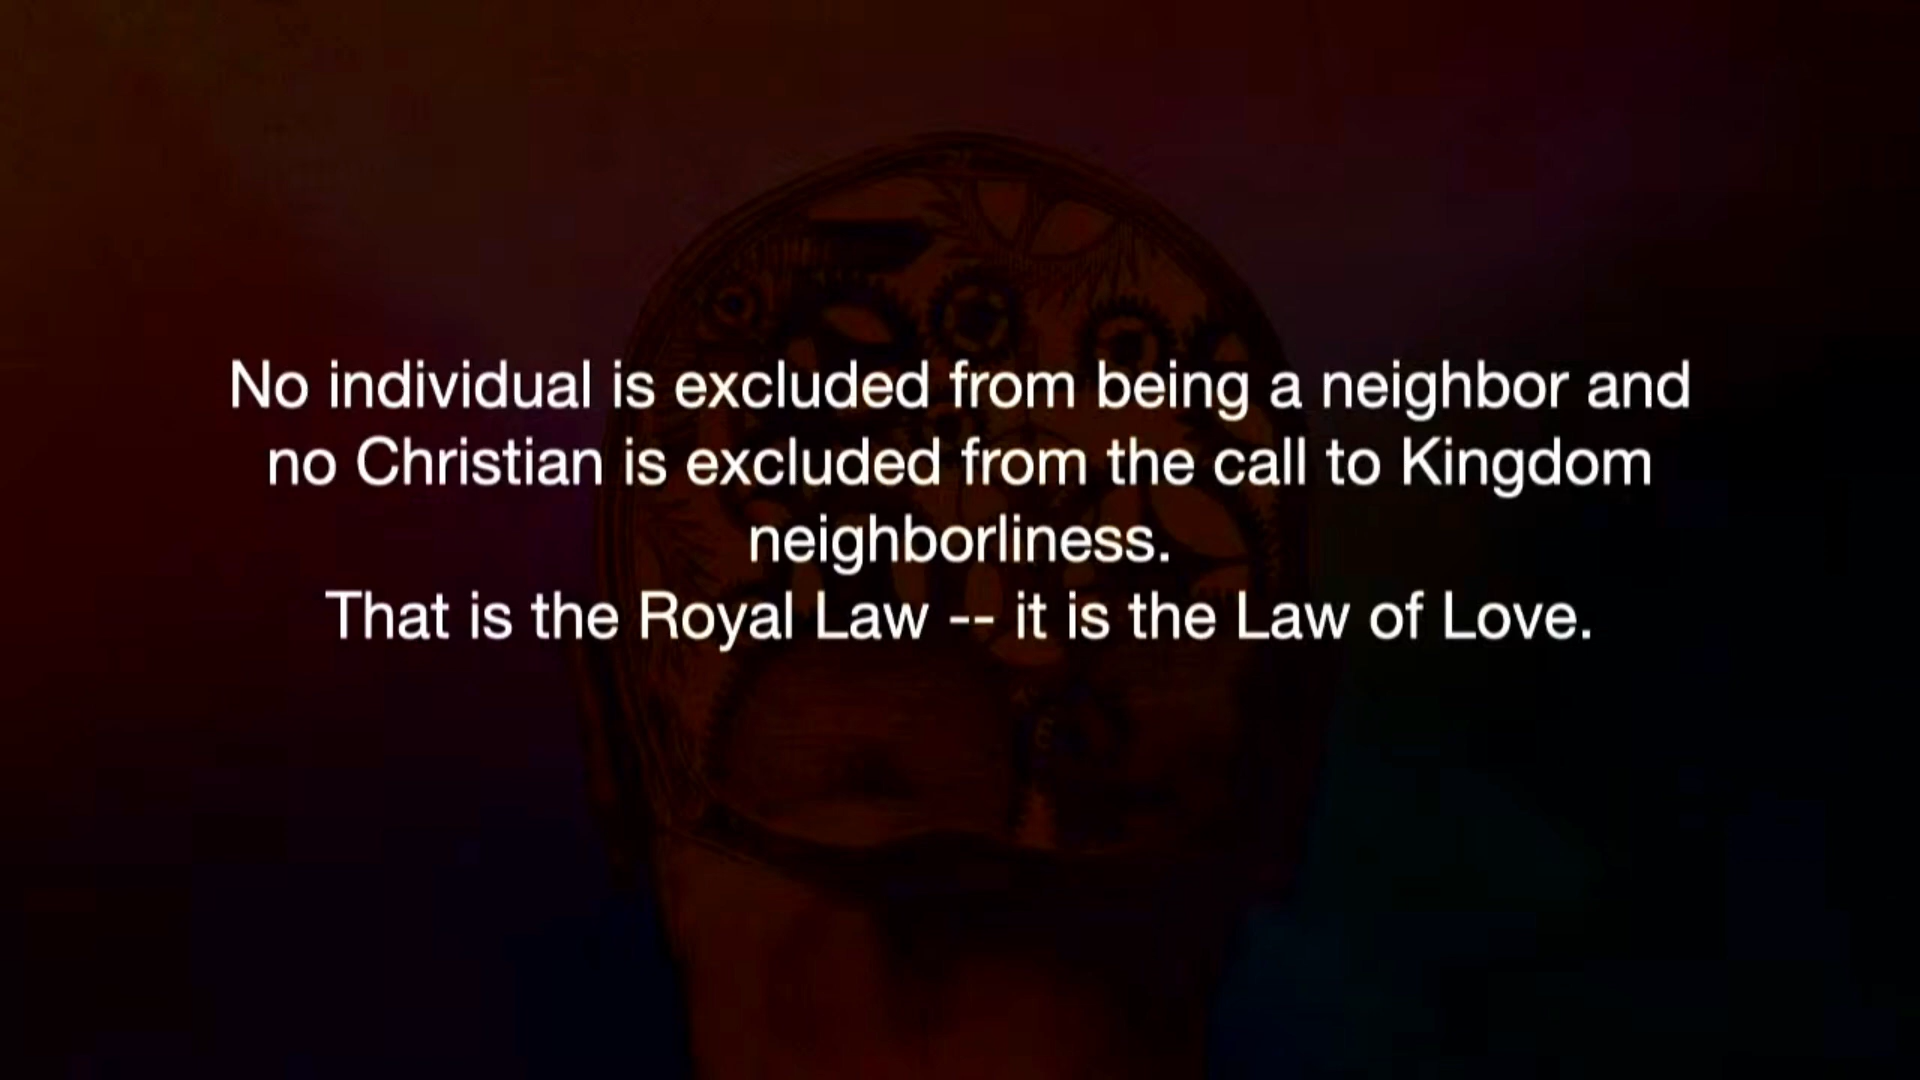 No individual is excluded from being a neighbor and
no Christian is excluded from the call to Kingdom
neighborliness.
That is the Royal Law -- it is the Law of Love.